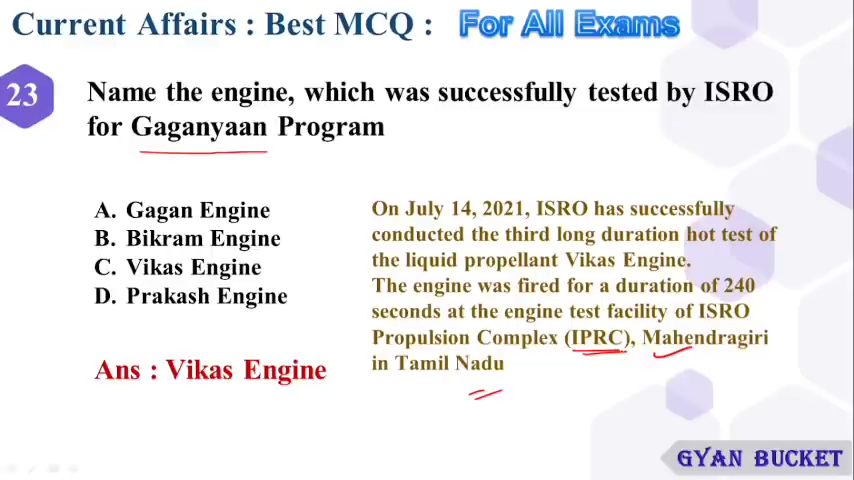 Current Affairs : Best MCQ : For All Exams
23
Name the engine, which was successfully tested by ISRO
for Gaganyaan Program
A. Gagan Engine
B. Bikram Engine
C. Vikas Engine
D. Prakash Engine
Ans : Vikas Engine
On July 14, 2021, ISRO has successfully
conducted the third long duration hot test of
the liquid propellant Vikas Engine.
The engine was fired for a duration of 240
seconds at the engine test facility of ISRO
Propulsion Complex (IPRC), Mahendragiri
in Tamil Nadu
GYAN BUCKET